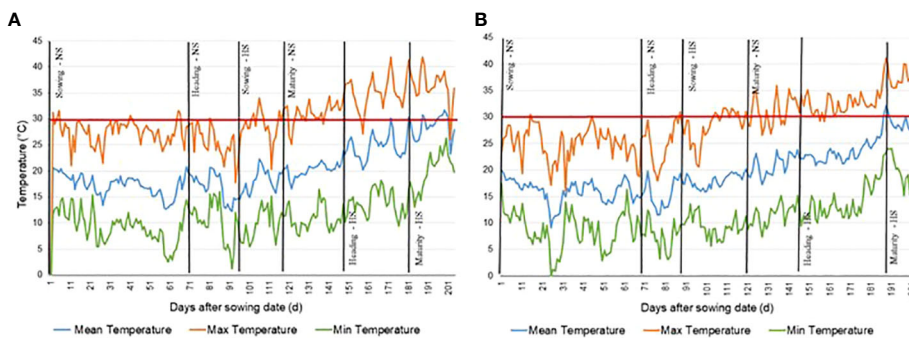 A
Temperature (°C)
45
40
35
30
25
20
15
10
5
0
Sowing - NS
Heading - NS
Sowing - HS
Maturity - NS
Heading - HS
Maturity - HS
1 11 21 31 41 51 61 71 81 91 101 111 121 131 141 151 161 171 181 191 201
Days after sowing date (d)
Mean Temperature Max Temperature Min Temperature
B
45
40
35
30
25
20
15
10
5
0
Sowing - NS
Heading - NS
Sowing - HS
Maturity - NS
Heading - HS
Maturity - HS
1 11 21 31 41 51 61 71 81 91 101 111 121 131 141 151 161 171 181 191
Days after sowing date (d)
Mean Temperature Max Temperature Min Temperature